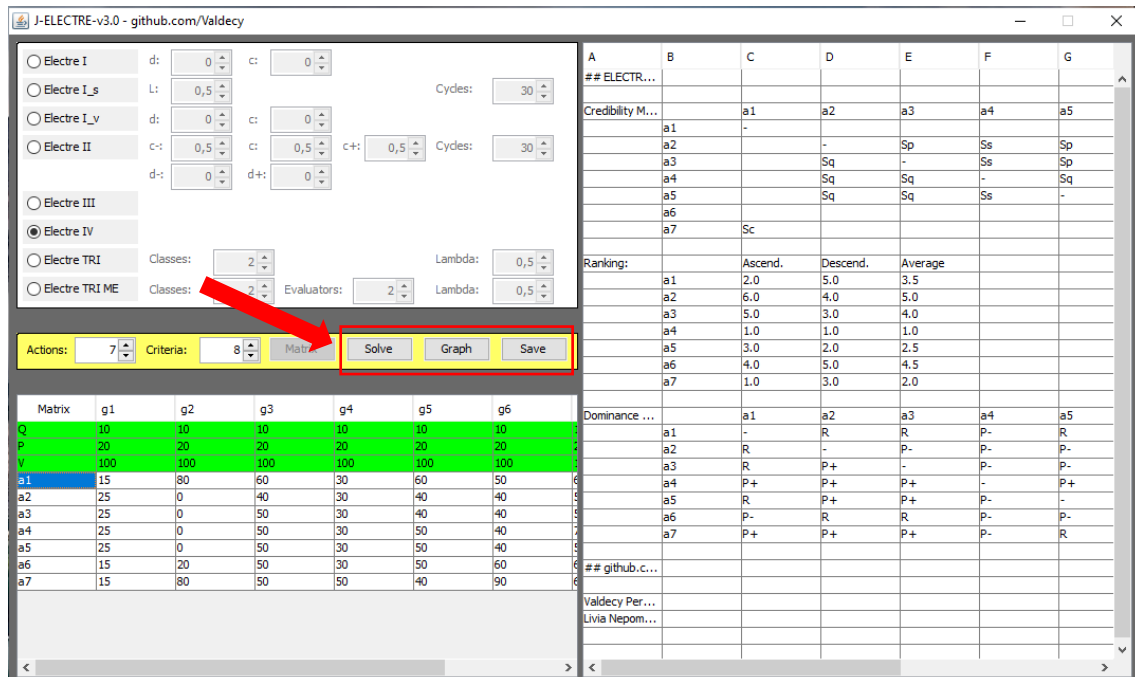 J-ELECTRE-v3.0 - github.com/Valdecy
Electre I d: 0 c: 0
Electre I_s L: 0,5 Cycles: 30
Electre I_v d: 0 c: 0
Electre II c-: 0,5 c: 0,5 c+: 0,5 Cycles: 30
d-: 0 d+: 0
Electre III
Electre IV
Electre TRI Classes: 2 Lambda: 0,5
Electre TRI ME Classes: 2 Evaluators: 2 Lambda: 0,5
Actions: 7 Criteria: 8 Matrix Solve Graph Save
Matrix g1 g2 g3 g4 g5 g6
Q 10 10 10 10 10 10
P 20 20 20 20 20 20
V 100 100 100 100 100 100
a1 15 80 60 30 60 50
a2 25 0 40 30 40 40
a3 25 0 50 30 40 40
a4 25 0 50 30 50 40
a5 25 0 50 30 50 40
a6 15 20 50 30 50 60
a7 15 80 50 50 40 90
A B C D E F G
## ELECTR...
Credibility M... a1 a2 a3 a4 a5
a1 -
a2 - Sp Ss Sp
a3 Sq - Ss Sp
a4 Sq Sq - Sq
a5 Sq Sq Ss -
a6
a7 Sc
Ranking: Ascend. Descend. Average
a1 2.0 5.0 3.5
a2 6.0 4.0 5.0
a3 5.0 3.0 4.0
a4 1.0 1.0 1.0
a5 3.0 2.0 2.5
a6 4.0 5.0 4.5
a7 1.0 3.0 2.0
Dominance ... a1 a2 a3 a4 a5
a1 - R R P- R
a2 R - P- P- P-
a3 R P+ - P- P-
a4 P+ P+ P+ - P+
a5 R P+ P+ P- -
a6 P- R R P- P-
a7 P+ P+ P+ P- R
## github.c...
Valdecy Per...
Livia Nepom...